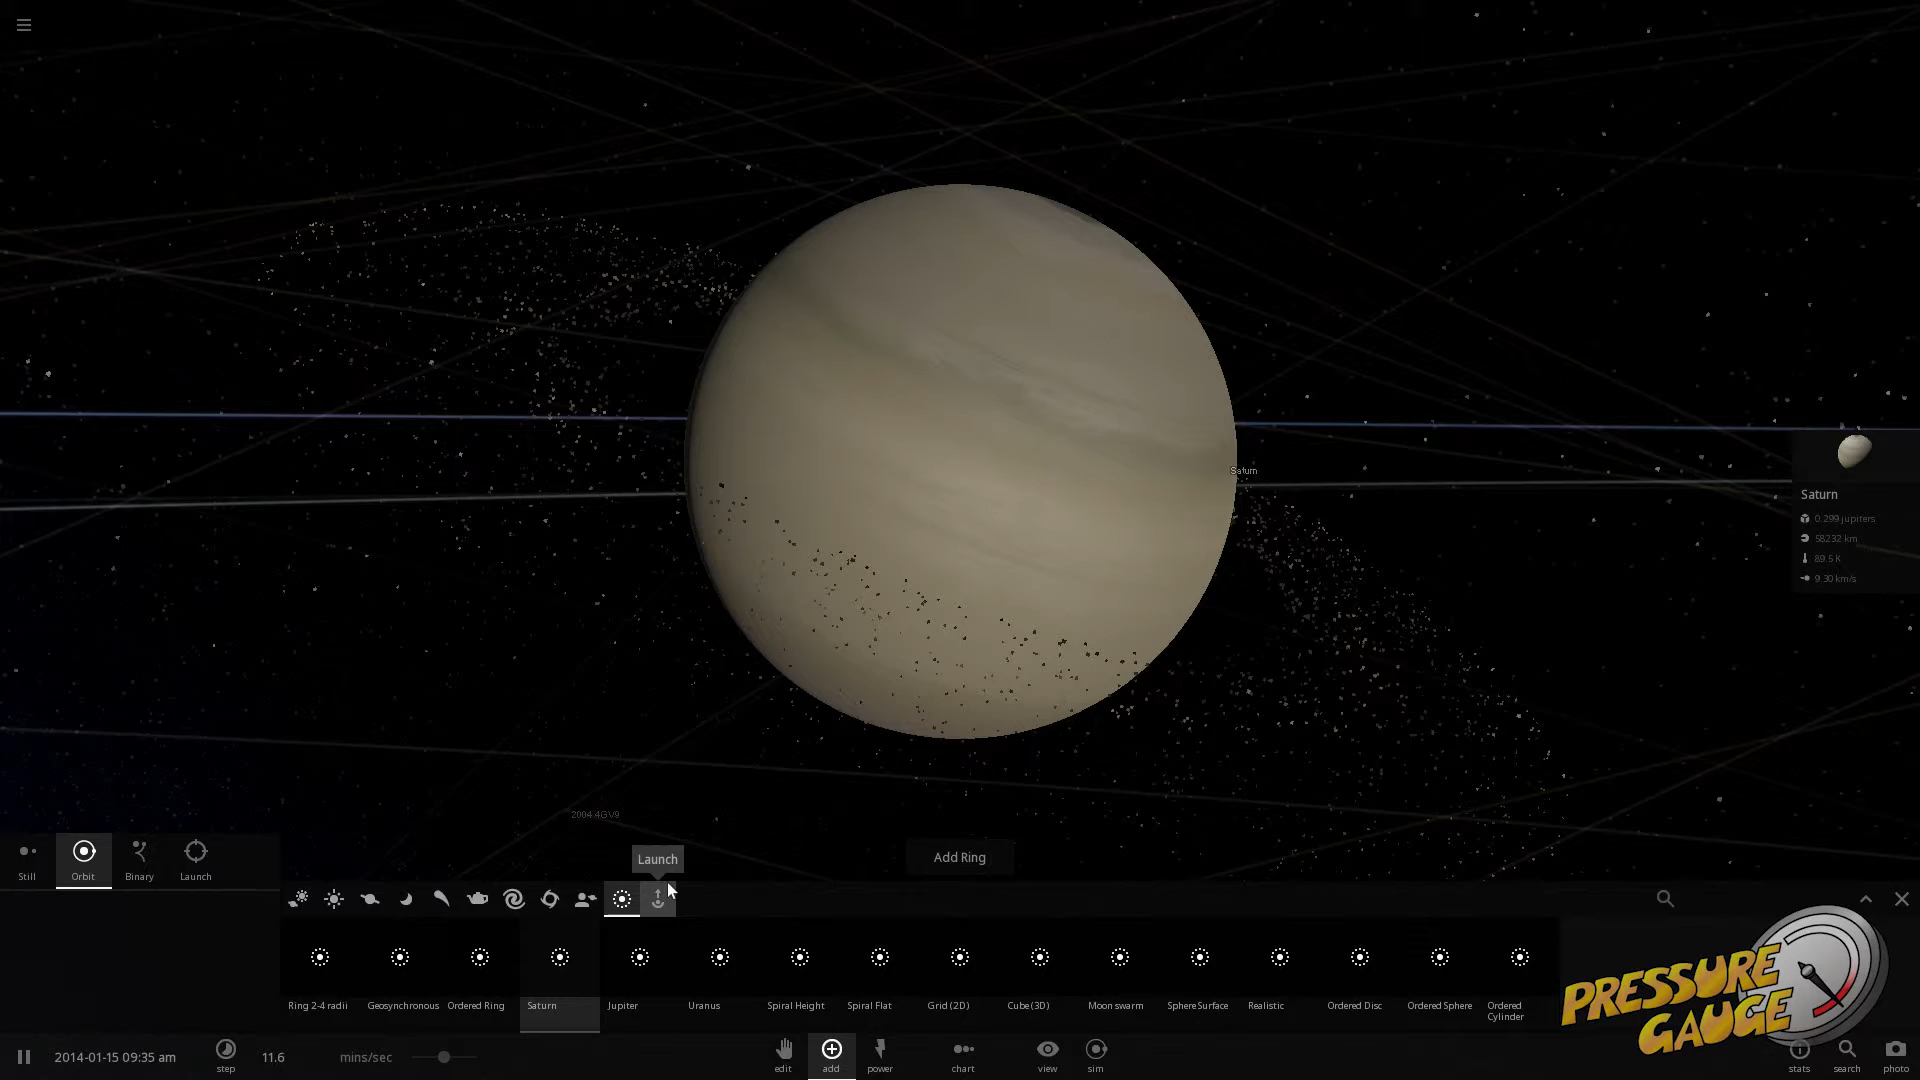 Saturn
Saturn
0.299 jupiters
58232 km
89.5 K
9.30 km/s
2004 4GV9
Add Ring
Launch
Still
Orbit
Binary
Launch
Ring 2-4 radii
Geosynchronous
Ordered Ring
Saturn
Jupiter
Uranus
Spiral Height
Spiral Flat
Grid (2D)
Cube (3D)
Moon swarm
Sphere Surface
Realistic
Ordered Disc
Ordered Sphere
Ordered
Cylinder
PRESSURE
GAUGE
2014-01-15 09:35 am
step
11.6
mins/sec
edit
add
power
chart
view
sim
stats
search
photo